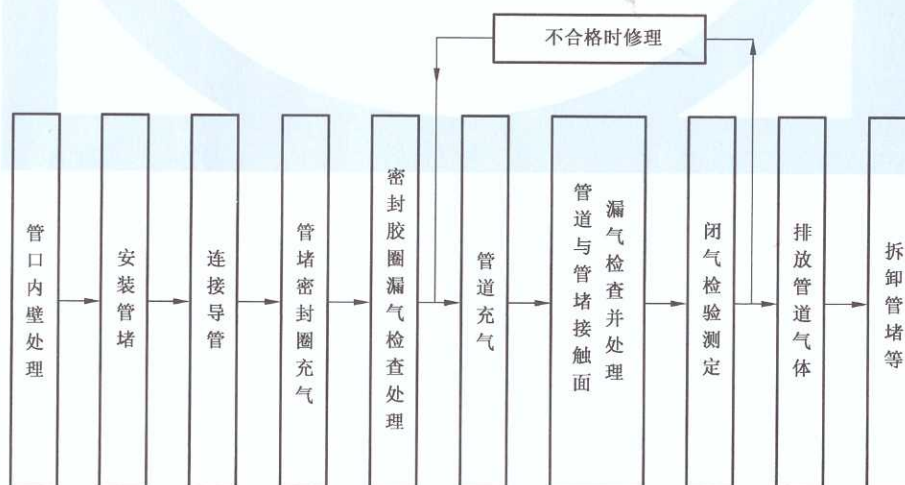 不合格时修理
管口内壁处理
安装管堵
连接导管
管堵密封圈充气
密封胶圈漏气检查处理
管道充气
管道与管堵接触面
漏气检查并处理
闭气检验测定
排放管道气体
拆卸管堵等